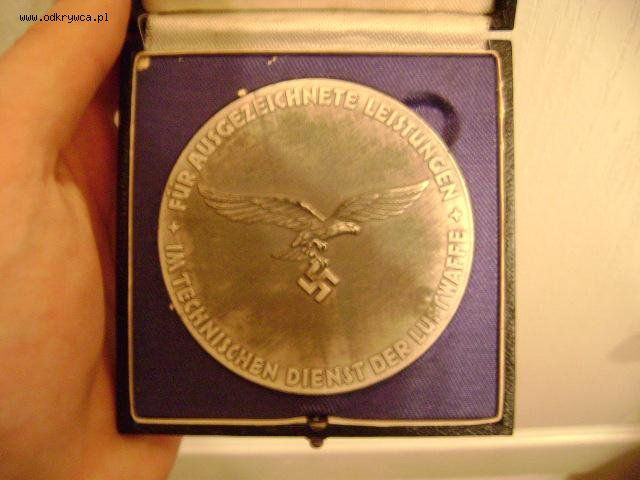 www.odkrywca.pl
+ FÜR AUSGEZEICHNETE LEISTUNGEN +
IM TECHNISCHEN DIENST DER LUFTWAFFE